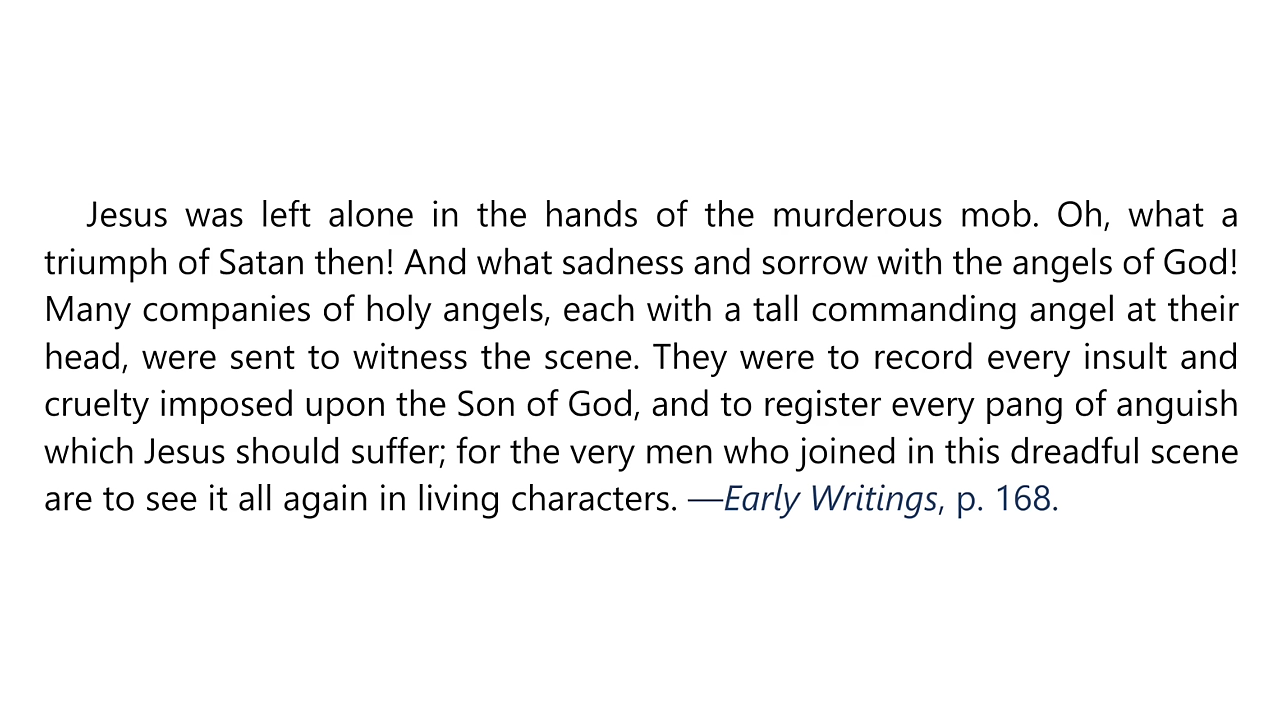 Jesus was left alone in the hands of the murderous mob. Oh, what a
triumph of Satan then! And what sadness and sorrow with the angels of God!
Many companies of holy angels, each with a tall commanding angel at their
head, were sent to witness the scene. They were to record every insult and
cruelty imposed upon the Son of God, and to register every pang of anguish
which Jesus should suffer; for the very men who joined in this dreadful scene
are to see it all again in living characters. —Early Writings, p. 168.